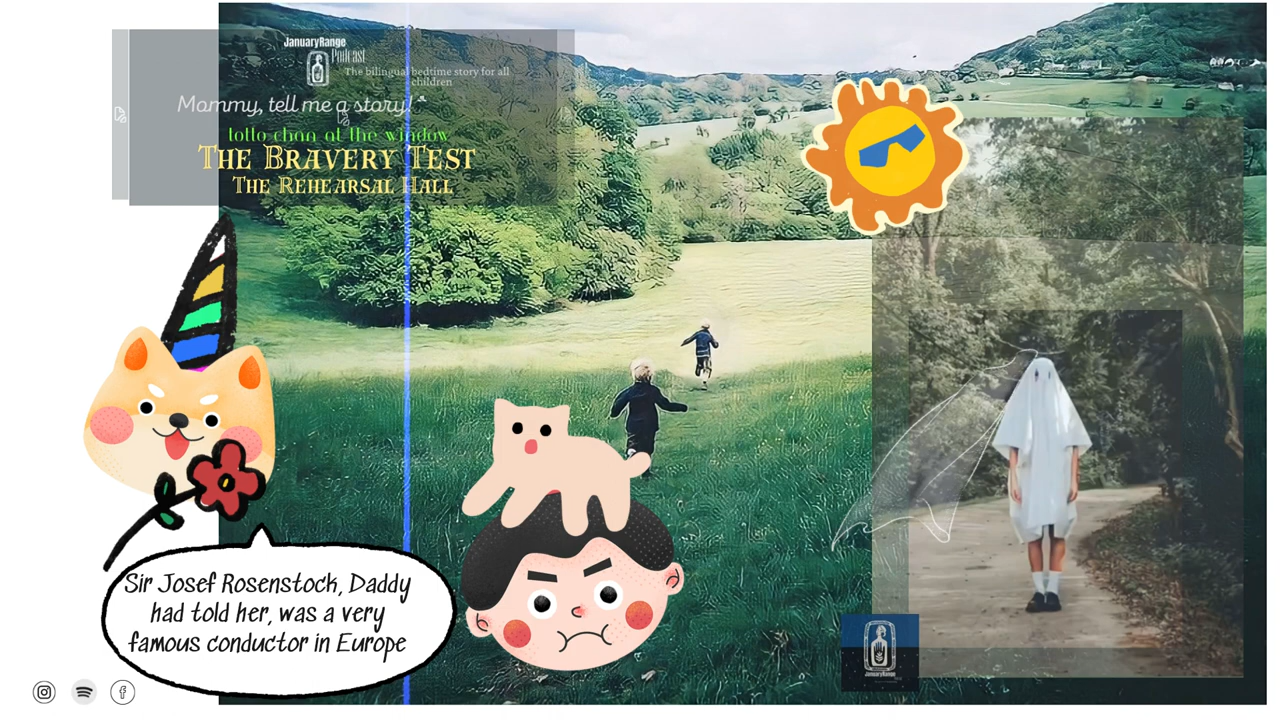 JanuaryRange
Podcast
The bilingual bedtime story for all
children
Mommy, tell me a story!
totto chan at the window
The Bravery Test
The Rehearsal Hall
Sir Josef Rosenstock, Daddy
had told her, was a very
famous conductor in Europe
JanuaryRange